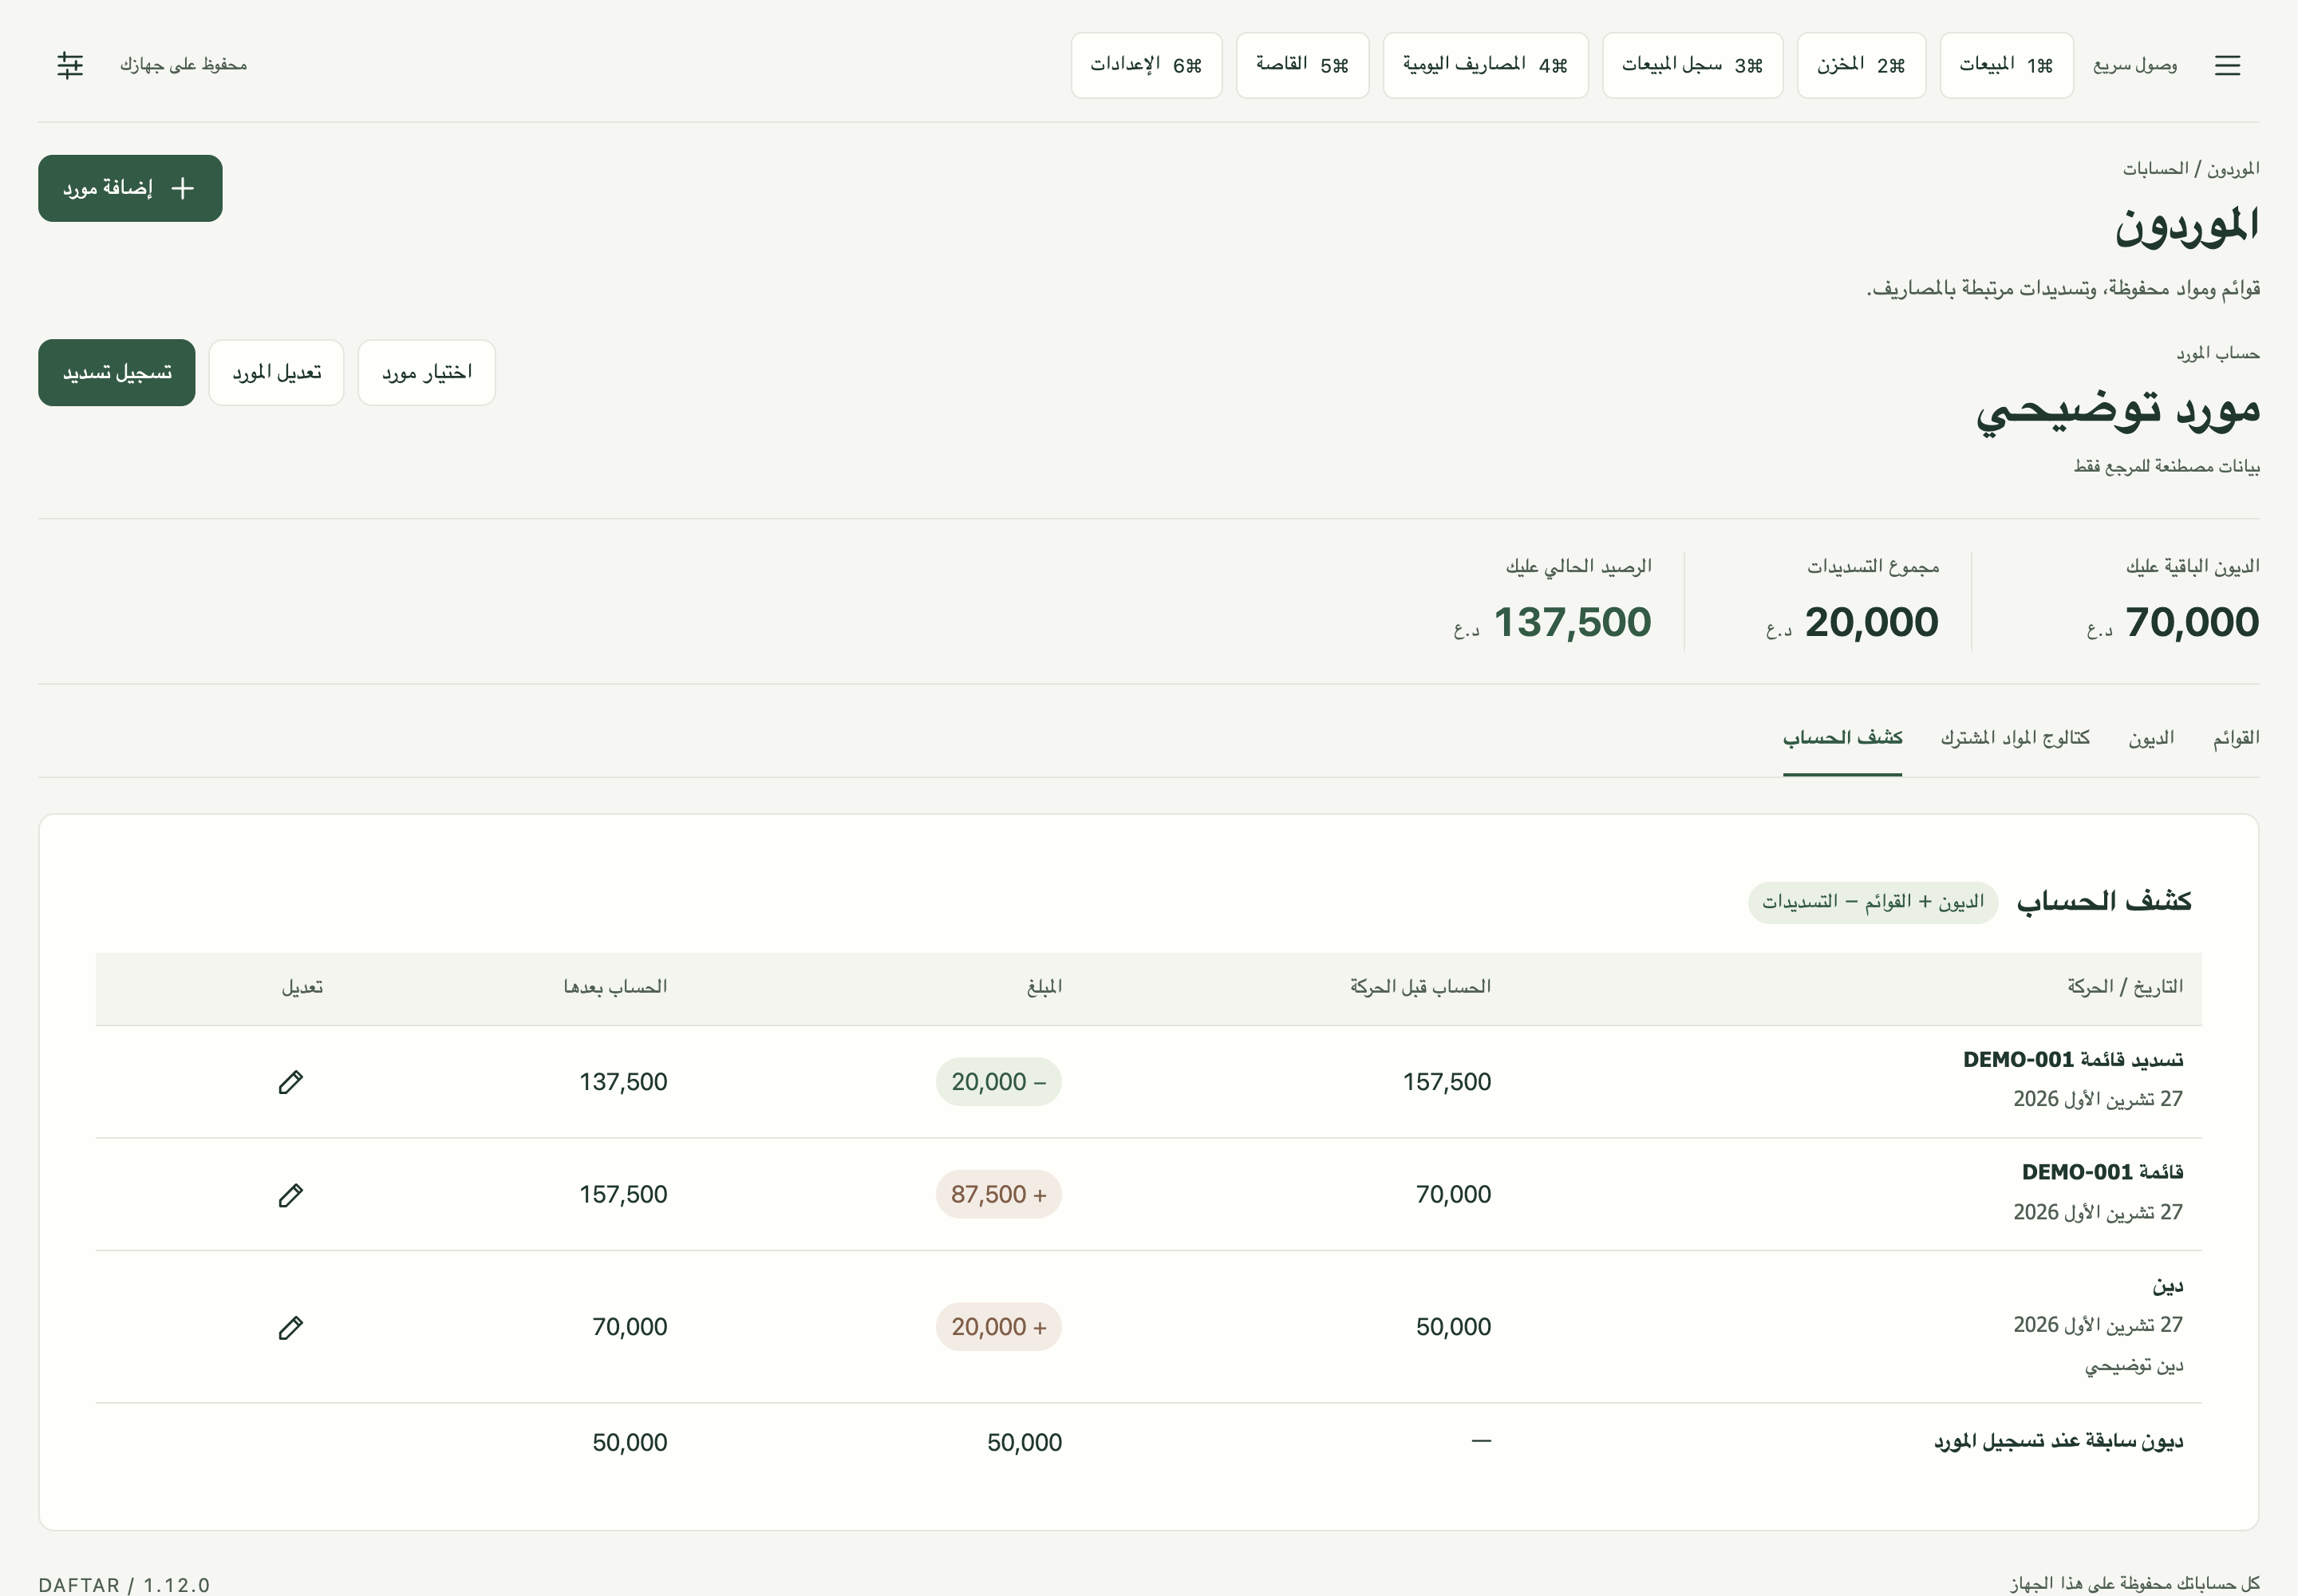 وصول سريع
⌘1 المبيعات
⌘2 المخزن
⌘3 سجل المبيعات
⌘4 المصاريف اليومية
⌘5 القاصة
⌘6 الإعدادات
محفوظ على جهازك
الموردون / الحسابات
الموردون
قوائم ومواد محفوظة، وتسديدات مرتبطة بالمصاريف.
+ إضافة مورد
حساب المورد
مورد توضيحي
بيانات مصطنعة للمرجع فقط
اختيار مورد
تعديل المورد
تسجيل تسديد
الديون الباقية عليك
70,000 د.ع
مجموع التسديدات
20,000 د.ع
الرصيد الحالي عليك
137,500 د.ع
القوائم
الديون
كتالوج المواد المشترك
كشف الحساب
كشف الحساب
الديون + القوائم − التسديدات
التاريخ / الحركة
الحساب قبل الحركة
المبلغ
الحساب بعدها
تعديل
تسديد قائمة DEMO-001
27 تشرين الأول 2026
157,500
− 20,000
137,500
قائمة DEMO-001
27 تشرين الأول 2026
70,000
+ 87,500
157,500
دين
27 تشرين الأول 2026
دين توضيحي
50,000
+ 20,000
70,000
ديون سابقة عند تسجيل المورد
—
50,000
50,000
كل حساباتك محفوظة على هذا الجهاز
DAFTAR / 1.12.0